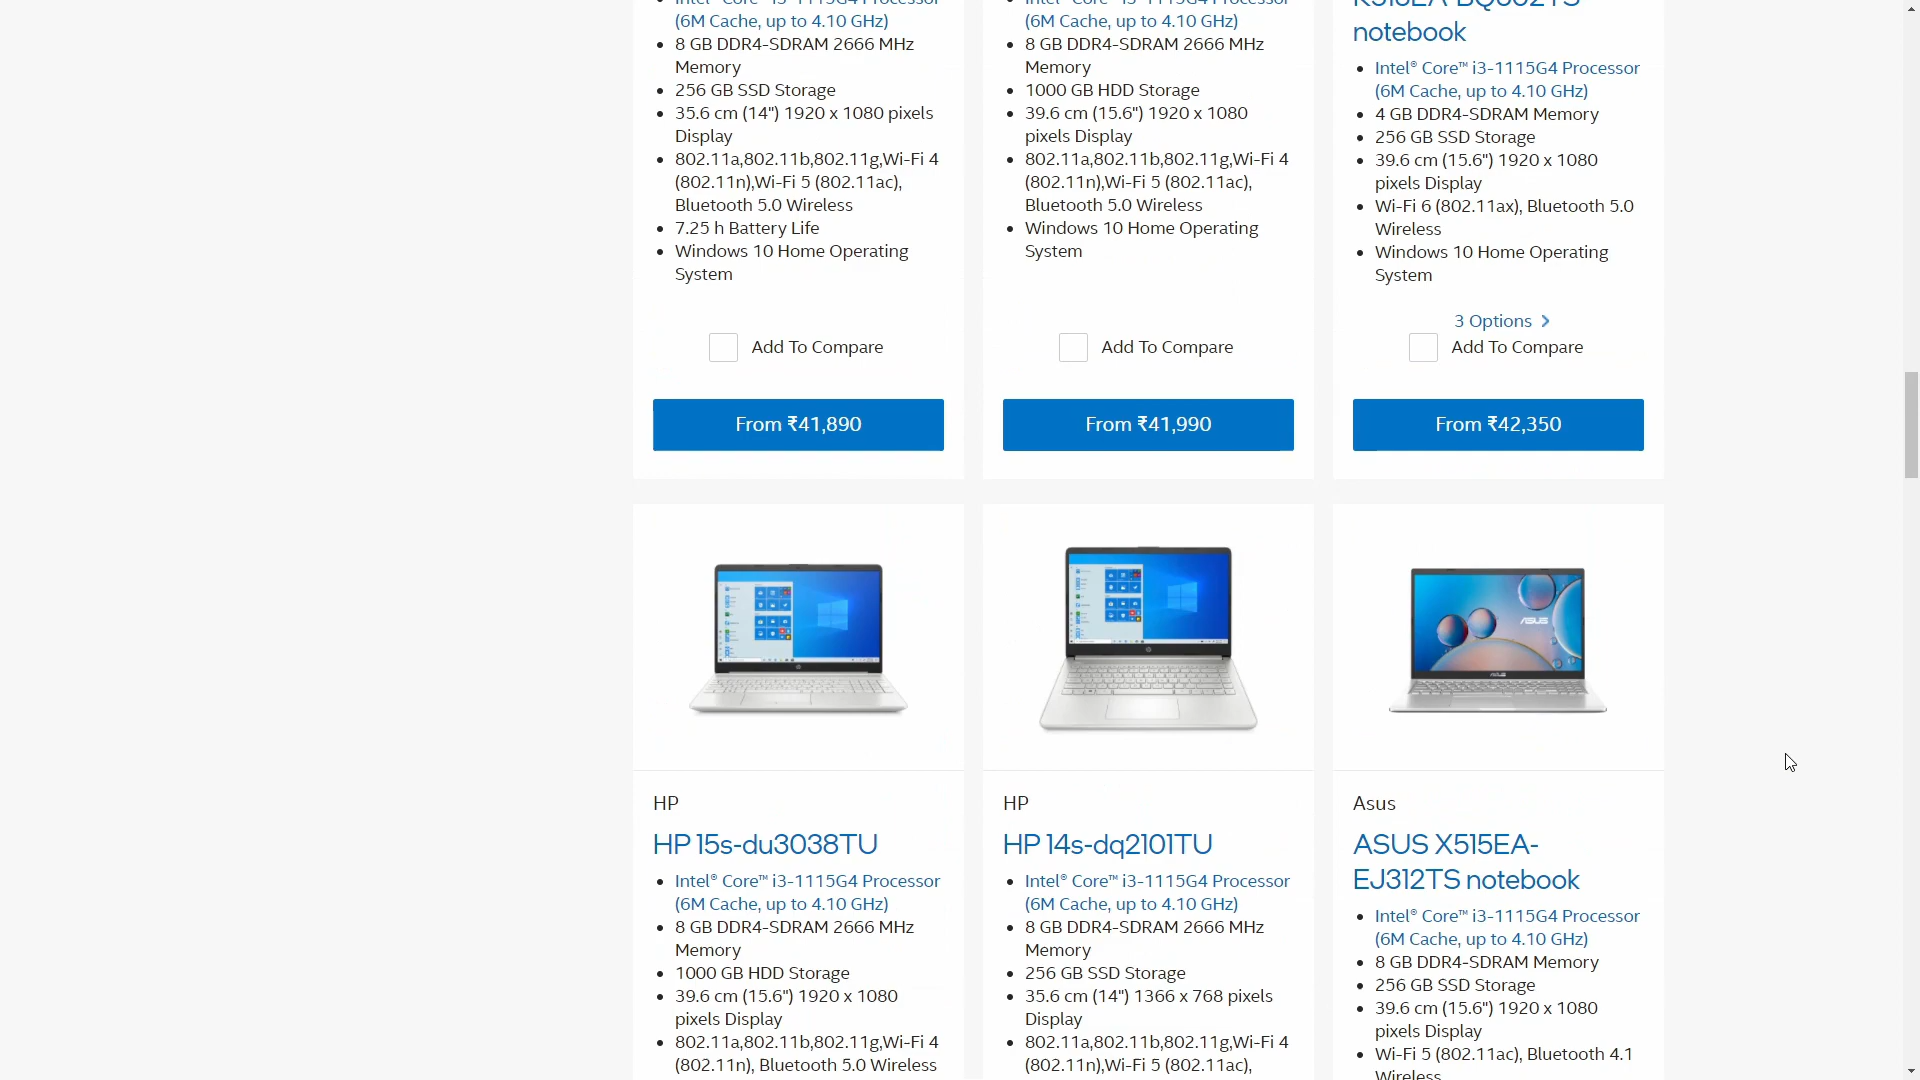 (6M Cache, up to 4.10 GHz)
8 GB DDR4-SDRAM 2666 MHz
Memory
256 GB SSD Storage
35.6 cm (14") 1920 x 1080 pixels
Display
802.11a,802.11b,802.11g,Wi-Fi 4
(802.11n),Wi-Fi 5 (802.11ac),
Bluetooth 5.0 Wireless
7.25 h Battery Life
Windows 10 Home Operating
System
Add To Compare
From ₹41,890
(6M Cache, up to 4.10 GHz)
8 GB DDR4-SDRAM 2666 MHz
Memory
1000 GB HDD Storage
39.6 cm (15.6") 1920 x 1080
pixels Display
802.11a,802.11b,802.11g,Wi-Fi 4
(802.11n),Wi-Fi 5 (802.11ac),
Bluetooth 5.0 Wireless
Windows 10 Home Operating
System
Add To Compare
From ₹41,990
notebook
Intel® Core™ i3-1115G4 Processor
(6M Cache, up to 4.10 GHz)
4 GB DDR4-SDRAM Memory
256 GB SSD Storage
39.6 cm (15.6") 1920 x 1080
pixels Display
Wi-Fi 6 (802.11ax), Bluetooth 5.0
Wireless
Windows 10 Home Operating
System
3 Options
Add To Compare
From ₹42,350
HP
HP 15s-du3038TU
Intel® Core™ i3-1115G4 Processor
(6M Cache, up to 4.10 GHz)
8 GB DDR4-SDRAM 2666 MHz
Memory
1000 GB HDD Storage
39.6 cm (15.6") 1920 x 1080
pixels Display
802.11a,802.11b,802.11g,Wi-Fi 4
(802.11n), Bluetooth 5.0 Wireless
HP
HP 14s-dq2101TU
Intel® Core™ i3-1115G4 Processor
(6M Cache, up to 4.10 GHz)
8 GB DDR4-SDRAM 2666 MHz
Memory
256 GB SSD Storage
35.6 cm (14") 1366 x 768 pixels
Display
802.11a,802.11b,802.11g,Wi-Fi 4
(802.11n),Wi-Fi 5 (802.11ac),
ASUS
ASUS
Asus
ASUS X515EA-
EJ312TS notebook
Intel® Core™ i3-1115G4 Processor
(6M Cache, up to 4.10 GHz)
8 GB DDR4-SDRAM Memory
256 GB SSD Storage
39.6 cm (15.6") 1920 x 1080
pixels Display
Wi-Fi 5 (802.11ac), Bluetooth 4.1
Wireless